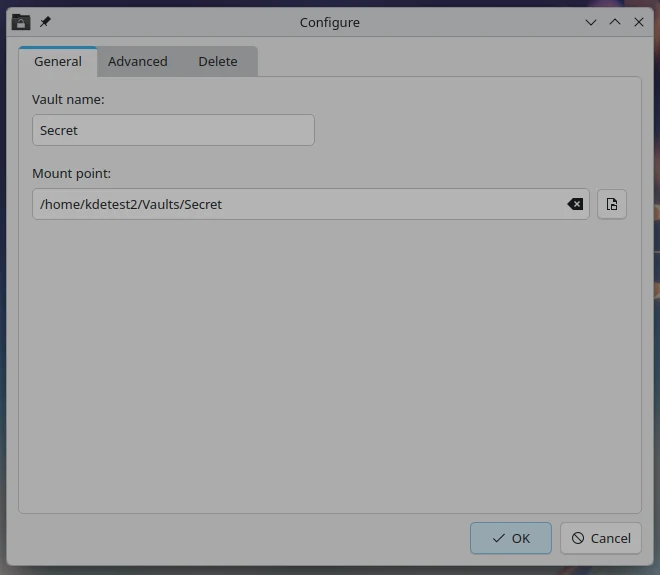 Configure
General Advanced Delete
Vault name:
Secret
Mount point:
/home/kdetest2/Vaults/Secret
OK Cancel